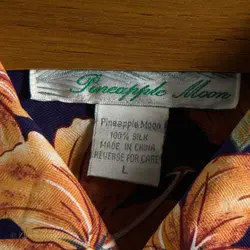 Pineapple Moon
Pineapple Moon
100% SILK
MADE IN CHINA
REVERSE FOR CARE
L